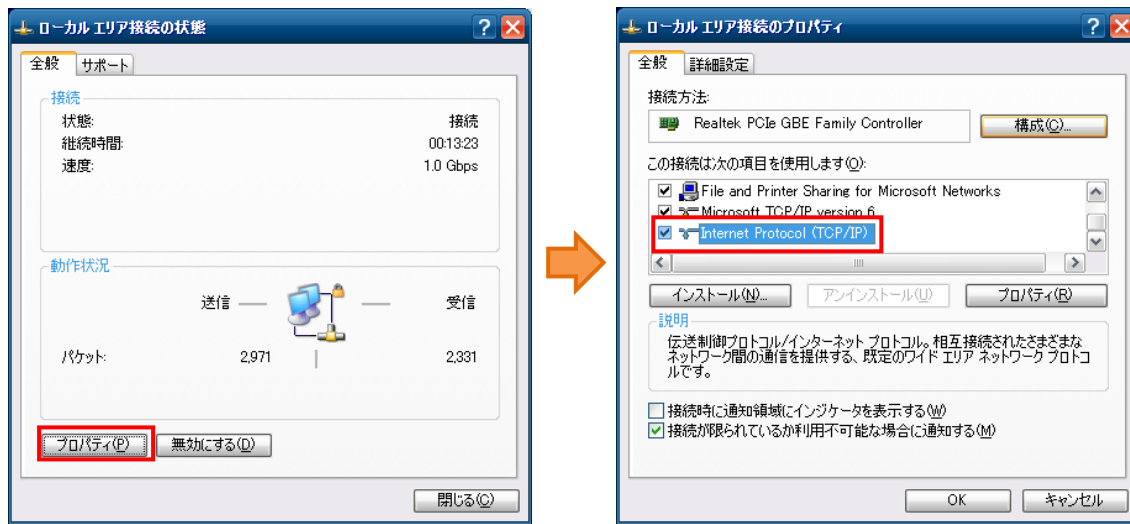 ローカル エリア接続の状態
全般
サポート
接続
状態:
接続
継続時間:
00:13:23
速度:
1.0 Gbps
動作状況
送信
受信
パケット:
2,971
2,331
プロパティ(P)
無効にする(D)
閉じる(C)
ローカル エリア接続のプロパティ
全般
詳細設定
接続方法:
Realtek PCIe GBE Family Controller
構成(C)...
この接続は次の項目を使用します(O):
File and Printer Sharing for Microsoft Networks
Microsoft TCP/IP version 6
Internet Protocol (TCP/IP)
インストール(N)...
アンインストール(U)
プロパティ(R)
説明
伝送制御プロトコル/インターネット プロトコル。相互接続されたさまざまな
ネットワーク間の通信を提供する、既定のワイド エリア ネットワーク プロトコ
ルです。
接続時に通知領域にインジケータを表示する(W)
接続が限られているか利用不可能な場合に通知する(M)
OK
キャンセル